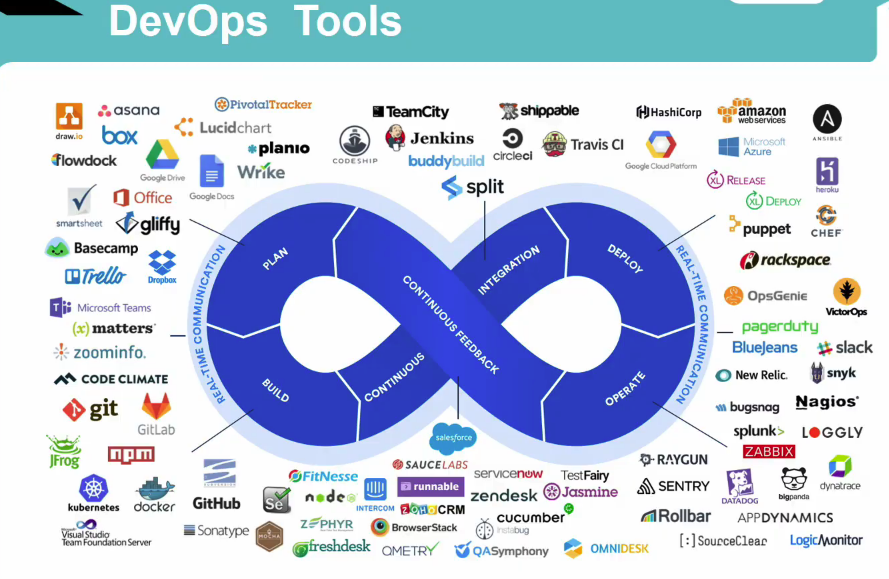 DevOps Tools
draw.io
asana
PivotalTracker
box
Lucidchart
flowdock
Google Drive
planio
Google Docs
Wrike
smartsheet
Office
gliffy
Basecamp
Trello
Dropbox
TeamCity
shippable
CODESHIP
Jenkins
circleci
Travis CI
buddybuild
split
HashiCorp
amazon
web services
ANSIBLE
Google Cloud Platform
Microsoft
Azure
XL RELEASE
heroku
XL DEPLOY
puppet
CHEF
rackspace
OpsGenie
VictorOps
pagerduty
BlueJeans
slack
New Relic.
snyk
bugsnag
Nagios®
splunk>
LOGGLY
ZABBIX
Microsoft Teams
(x) matters
zoominfo.
CODE CLIMATE
git
GitLab
JFrog
npm
kubernetes
docker
GitHub
Visual Studio
Team Foundation Server
Sonatype
REAL-TIME COMMUNICATION
PLAN
BUILD
CONTINUOUS
INTEGRATION
CONTINUOUS FEEDBACK
DEPLOY
OPERATE
REAL-TIME COMMUNICATION
salesforce
SAUCELABS
FitNesse
Se
node
INTERCOM
runnable
servicenow
TestFairy
zendesk
Jasmine
ZOHO CRM
ZEPHYR
MOCHA
BrowserStack
cucumber
instabug
freshdesk
QMETRY
QASymphony
OMNIDESK
RAYGUN
SENTRY
DATADOG
bigpanda
dynatrace
Rollbar
APPDYNAMICS
[:]SourceClear
LogicMonitor